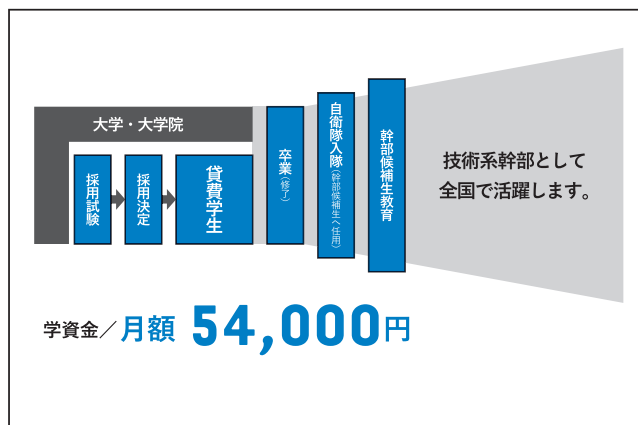 大学・大学院
採用試験
採用決定
貸費学生
卒業(修了)
自衛隊入隊(幹部候補生へ任用)
幹部候補生教育
技術系幹部として
全国で活躍します。
学資金／月額 54,000円